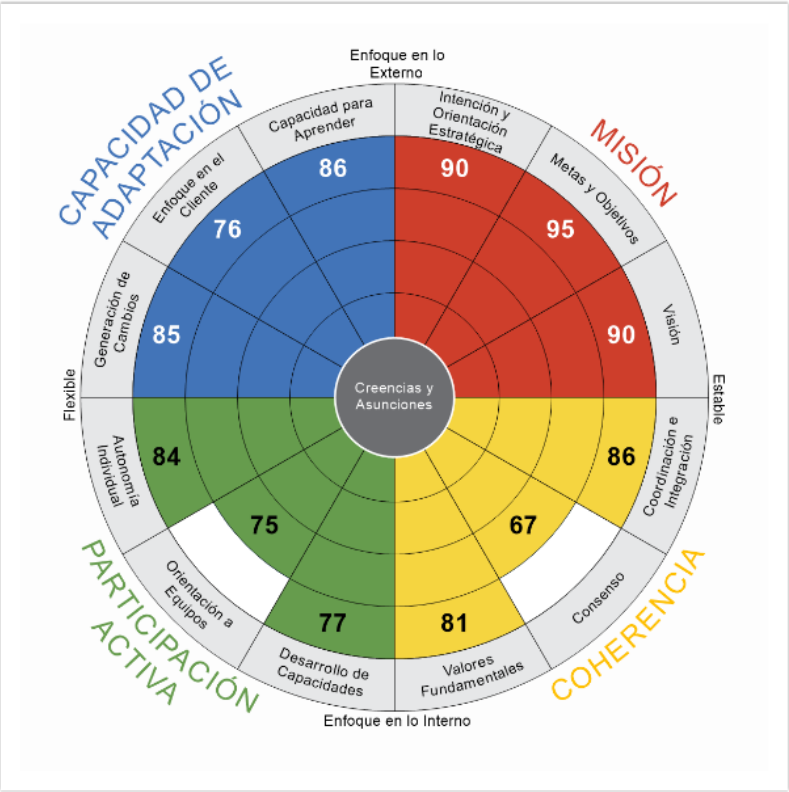 Enfoque en lo
Externo
CAPACIDAD DE
ADAPTACIÓN
MISIÓN
Capacidad para
Aprender
86
Intención y
Orientación
Estratégica
90
Enfoque en el
Cliente
76
Metas y Objetivos
95
Generación de
Cambios
85
Visión
90
Creencias y
Asunciones
Flexible
Estable
Autonomía
Individual
84
Coordinación e
Integración
86
Orientación a
Equipos
75
Consenso
67
Desarrollo de
Capacidades
77
Valores
Fundamentales
81
PARTICIPACIÓN
ACTIVA
COHERENCIA
Enfoque en lo Interno